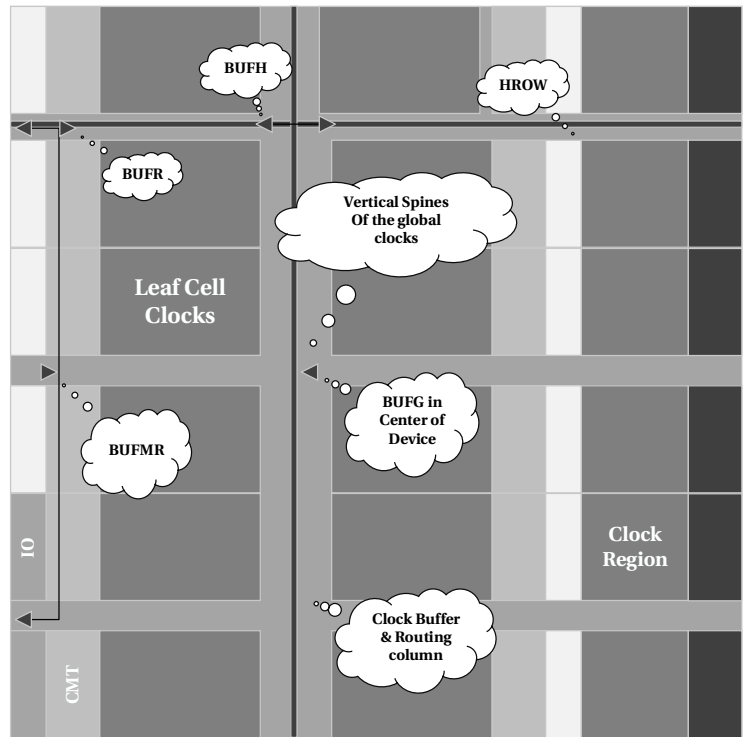 BUFH
HROW
BUFR
Vertical Spines
Of the global
clocks
Leaf Cell
Clocks
BUFG in
Center of
Device
BUFMR
IO
Clock
Region
Clock Buffer
& Routing
column
CMT